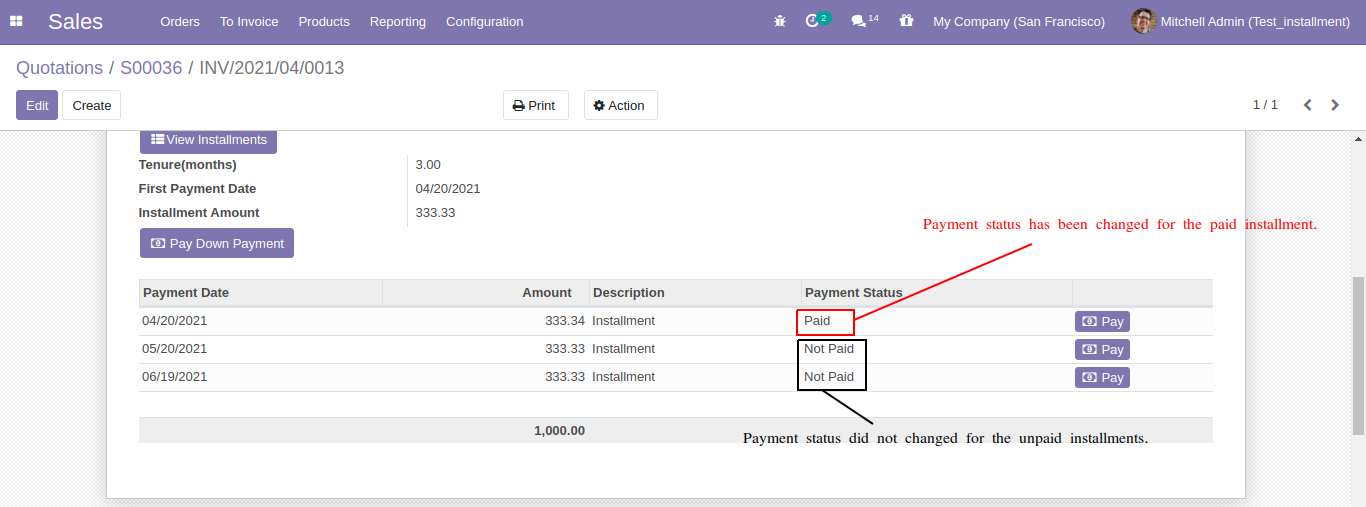 Sales Orders To Invoice Products Reporting Configuration 2 14 My Company (San Francisco) Mitchell Admin (Test_installment)
Quotations / S00036 / INV/2021/04/0013
Edit Create Print Action 1 / 1
View Installments
Tenure(months) 3.00
First Payment Date 04/20/2021
Installment Amount 333.33
Payment status has been changed for the paid installment.
Pay Down Payment
Payment Date Amount Description Payment Status
04/20/2021 333.34 Installment Paid Pay
05/20/2021 333.33 Installment Not Paid Pay
06/19/2021 333.33 Installment Not Paid Pay
1,000.00
Payment status did not changed for the unpaid installments.